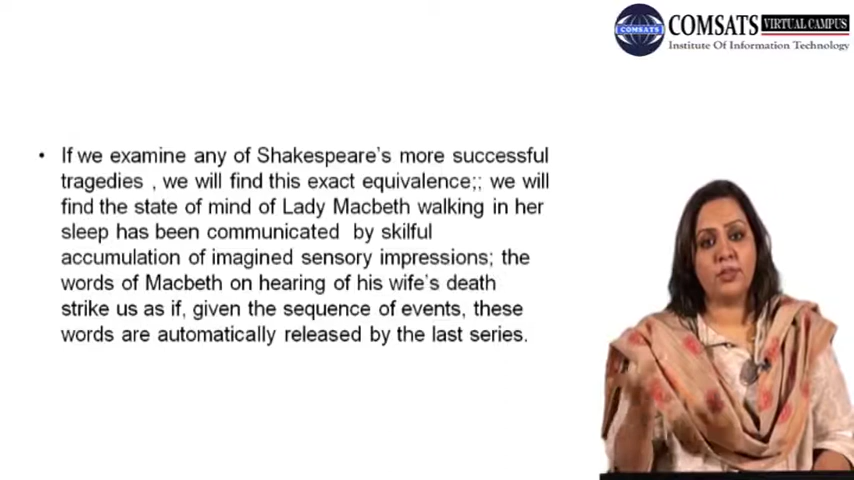 COMSATS VIRTUAL CAMPUS
COMSATS
Institute Of Information Technology
• If we examine any of Shakespeare's more successful
tragedies , we will find this exact equivalence;; we will
find the state of mind of Lady Macbeth walking in her
sleep has been communicated by skilful
accumulation of imagined sensory impressions; the
words of Macbeth on hearing of his wife's death
strike us as if, given the sequence of events, these
words are automatically released by the last series.